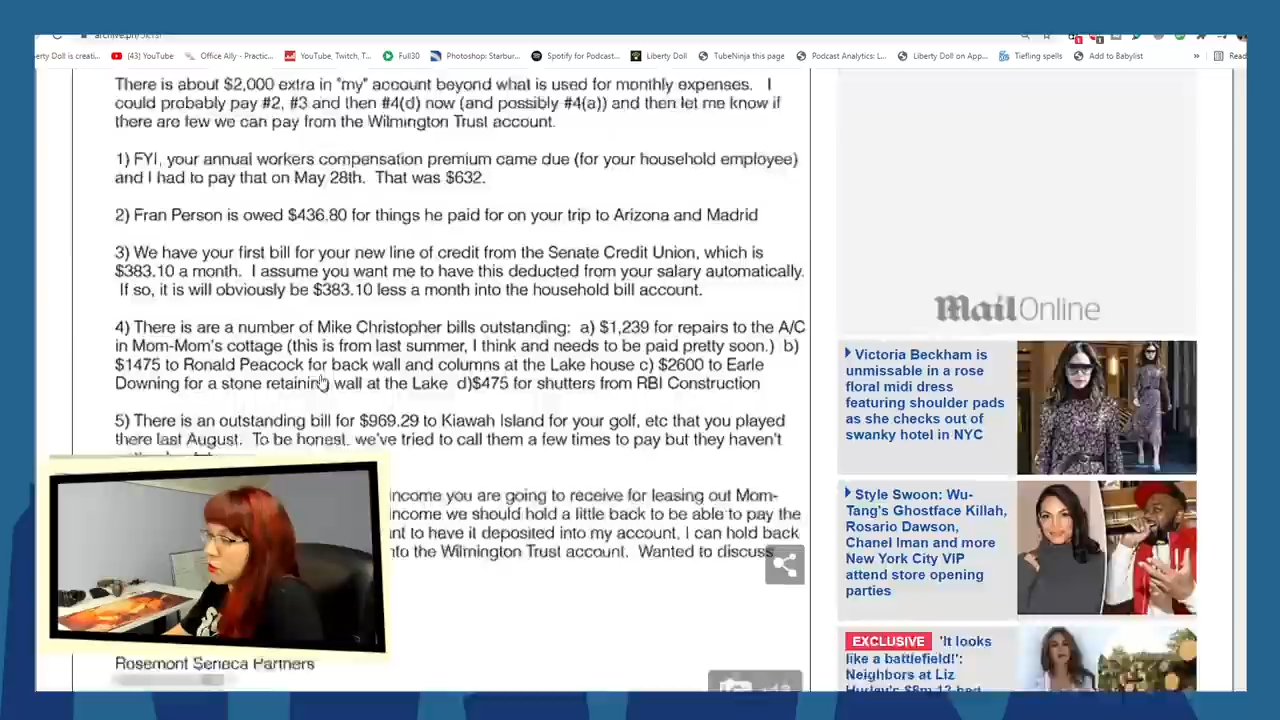 erty Doll is creati...
(43) YouTube
Office Ally - Practic...
YouTube, Twitch, T...
Full30
Photoshop: Starbur...
Spotify for Podcast...
Liberty Doll
TubeNinja this page
Podcast Analytics: L...
Liberty Doll on App...
Tiefling spells
Add to Babylist
»
Read
There is about $2,000 extra in "my" account beyond what is used for monthly expenses. I
could probably pay #2, #3 and then #4(d) now (and possibly #4(a)) and then let me know if
there are few we can pay from the Wilmington Trust account.
1) FYI, your annual workers compensation premium came due (for your household employee)
and I had to pay that on May 28th. That was $632.
2) Fran Person is owed $436.80 for things he paid for on your trip to Arizona and Madrid
3) We have your first bill for your new line of credit from the Senate Credit Union, which is
$383.10 a month. I assume you want me to have this deducted from your salary automatically.
If so, it is will obviously be $383.10 less a month into the household bill account.
4) There is are a number of Mike Christopher bills outstanding: a) $1,239 for repairs to the A/C
in Mom-Mom's cottage (this is from last summer, I think and needs to be paid pretty soon.) b)
$1475 to Ronald Peacock for back wall and columns at the Lake house c) $2600 to Earle
Downing for a stone retaining wall at the Lake d)$475 for shutters from RBI Construction
5) There is an outstanding bill for $969.29 to Kiawah Island for your golf, etc that you played
there last August. To be honest, we've tried to call them a few times to pay but they haven't
income you are going to receive for leasing out Mom-
income we should hold a little back to be able to pay the
nt to have it deposited into my account, I can hold back
nto the Wilmington Trust account. Wanted to discuss
Rosemont Seneca Partners
MailOnline
Victoria Beckham is
unmissable in a rose
floral midi dress
featuring shoulder pads
as she checks out of
swanky hotel in NYC
Style Swoon: Wu-
Tang's Ghostface Killah,
Rosario Dawson,
Chanel Iman and more
New York City VIP
attend store opening
parties
EXCLUSIVE 'It looks
like a battlefield!':
Neighbors at Liz